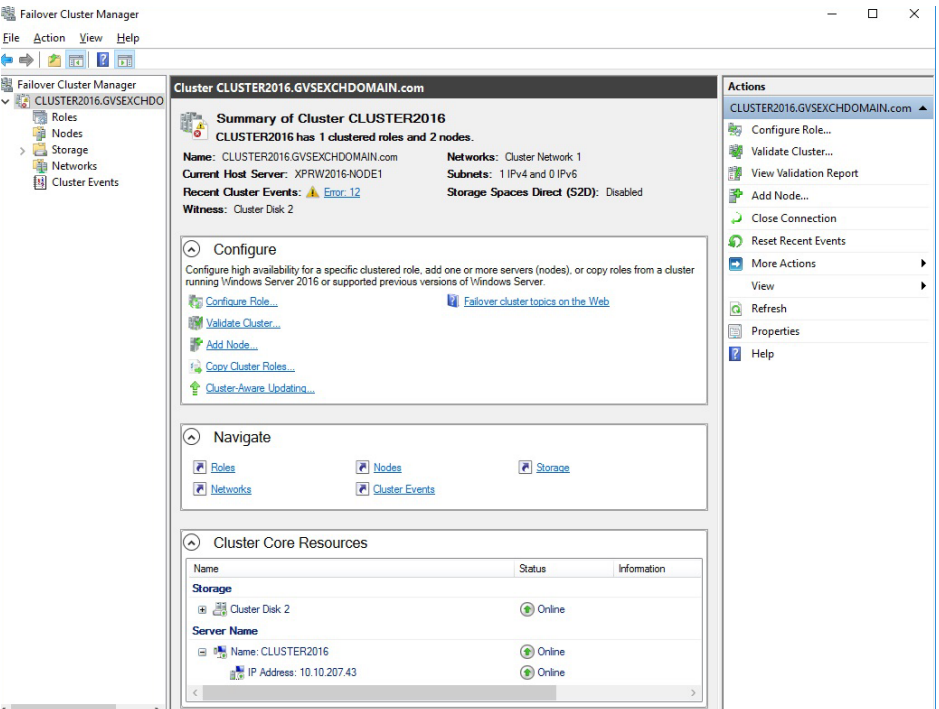 Failover Cluster Manager
File Action View Help
Failover Cluster Manager
CLUSTER2016.GVSEXCHDO
Roles
Nodes
Storage
Networks
Cluster Events
Cluster CLUSTER2016.GVSEXCHDOMAIN.com
Summary of Cluster CLUSTER2016
CLUSTER2016 has 1 clustered roles and 2 nodes.
Name: CLUSTER2016.GVSEXCHDOMAIN.com
Networks: Cluster Network 1
Current Host Server: XPRW2016-NODE1
Subnets: 1 IPv4 and 0 IPv6
Recent Cluster Events: Error: 12
Storage Spaces Direct (S2D): Disabled
Witness: Cluster Disk 2
Configure
Configure high availability for a specific clustered role, add one or more servers (nodes), or copy roles from a cluster
running Windows Server 2016 or supported previous versions of Windows Server.
Configure Role...
Failover cluster topics on the Web
Validate Cluster...
Add Node...
Copy Cluster Roles...
Cluster-Aware Updating...
Navigate
Roles
Nodes
Storage
Networks
Cluster Events
Cluster Core Resources
Name Status Information
Storage
Cluster Disk 2 Online
Server Name
Name: CLUSTER2016 Online
IP Address: 10.10.207.43 Online
Actions
CLUSTER2016.GVSEXCHDOMAIN.com
Configure Role...
Validate Cluster...
View Validation Report
Add Node...
Close Connection
Reset Recent Events
More Actions
View
Refresh
Properties
Help